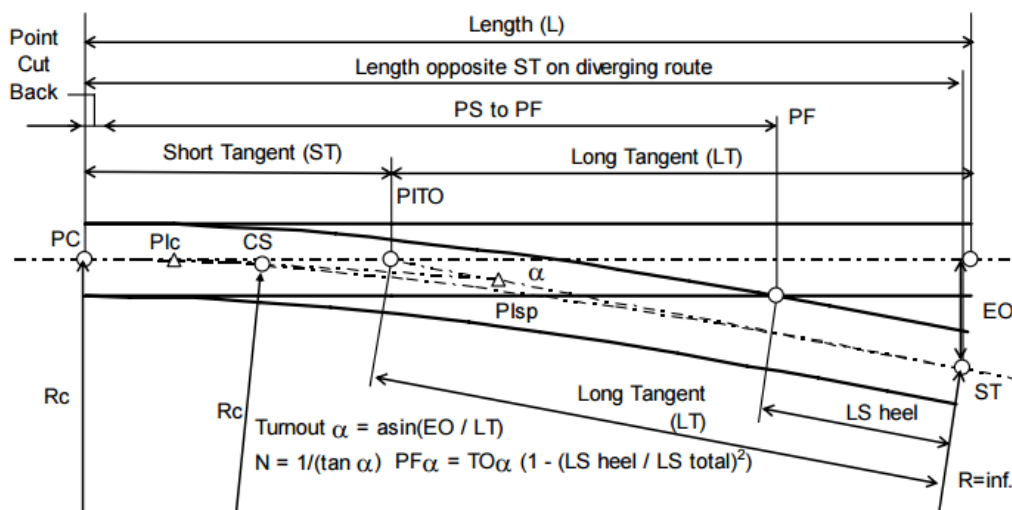 Length (L)
Point
Cut
Back
Length opposite ST on diverging route
PS to PF
PF
Short Tangent (ST)
Long Tangent (LT)
PITO
PC
PIc
CS
α
PIsp
EO
ST
Rc
Rc
Long Tangent
(LT)
LS heel
Turnout α = asin(EO / LT)
N = 1/(tan α) PFα = TOα (1 - (LS heel / LS total)²)
R=inf.